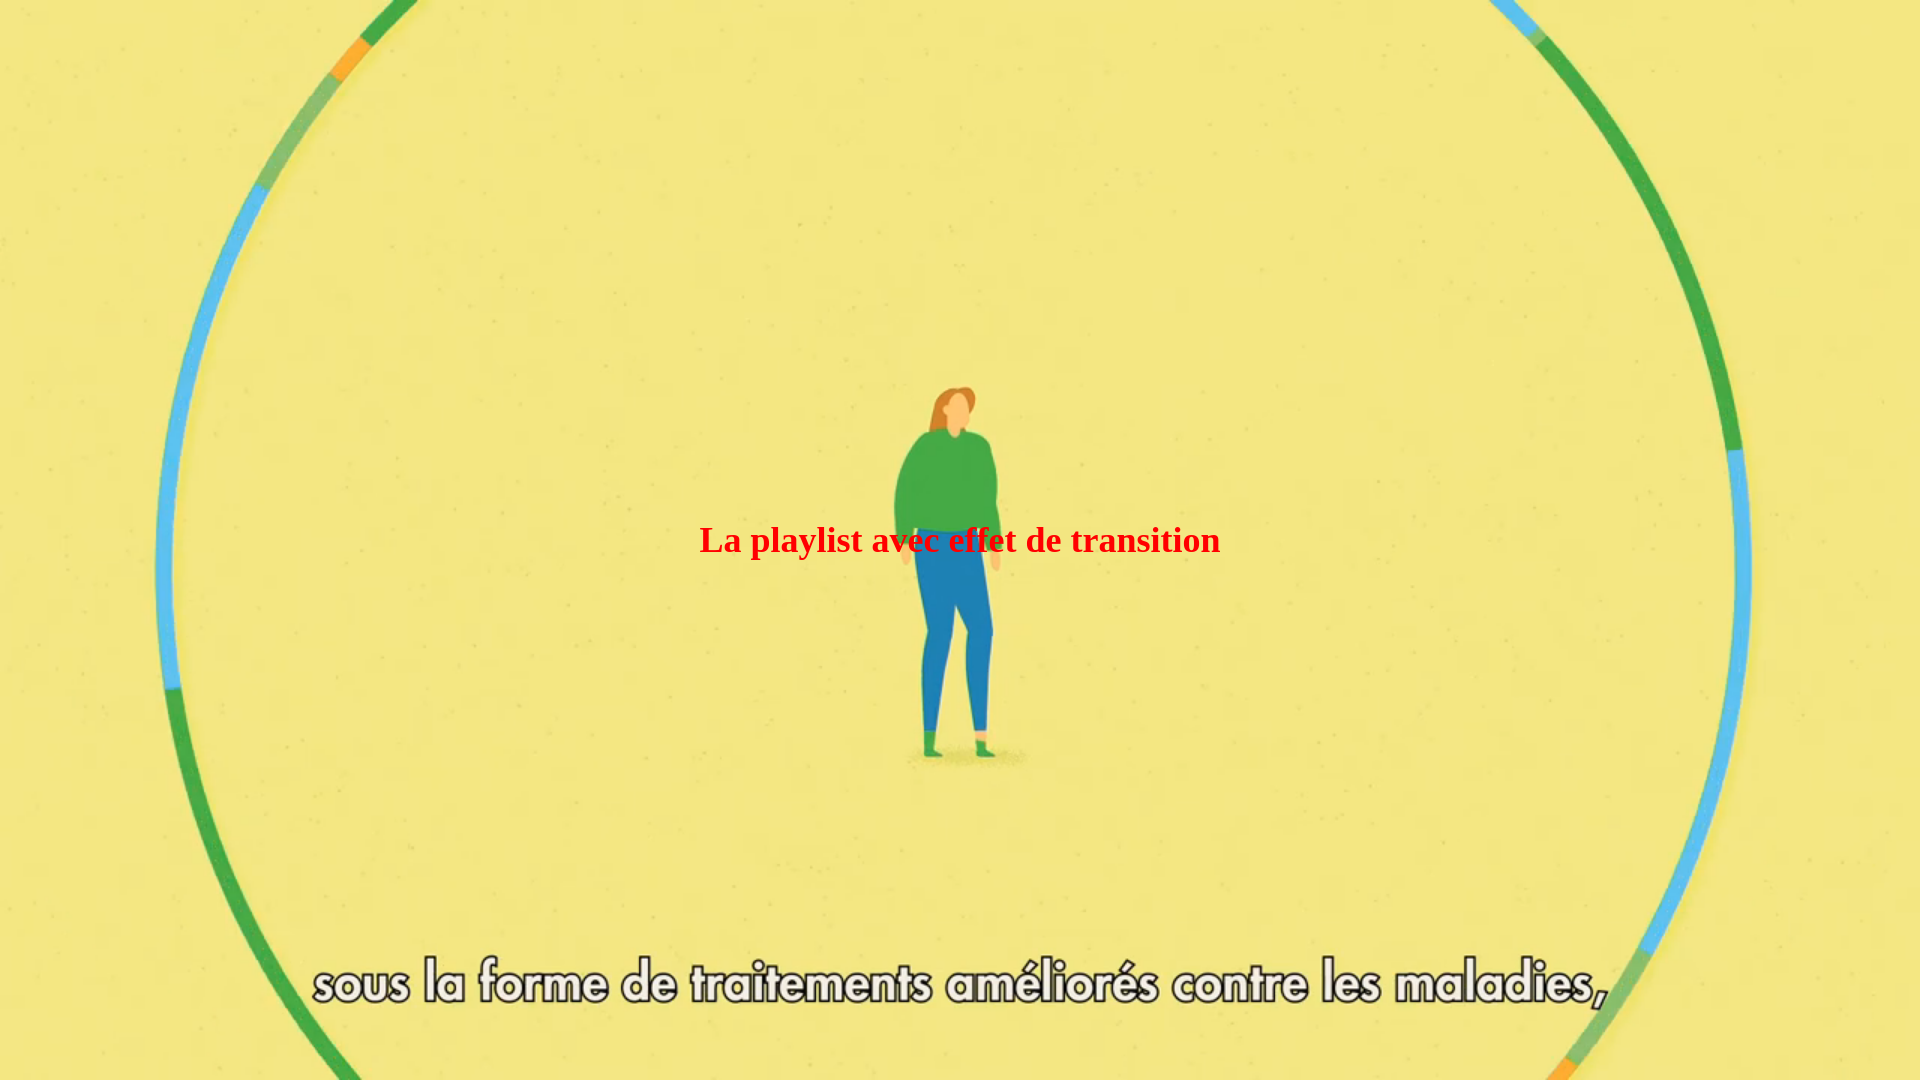 La playlist avec effet de transition
sous la forme de traitements améliorés contre les maladies,